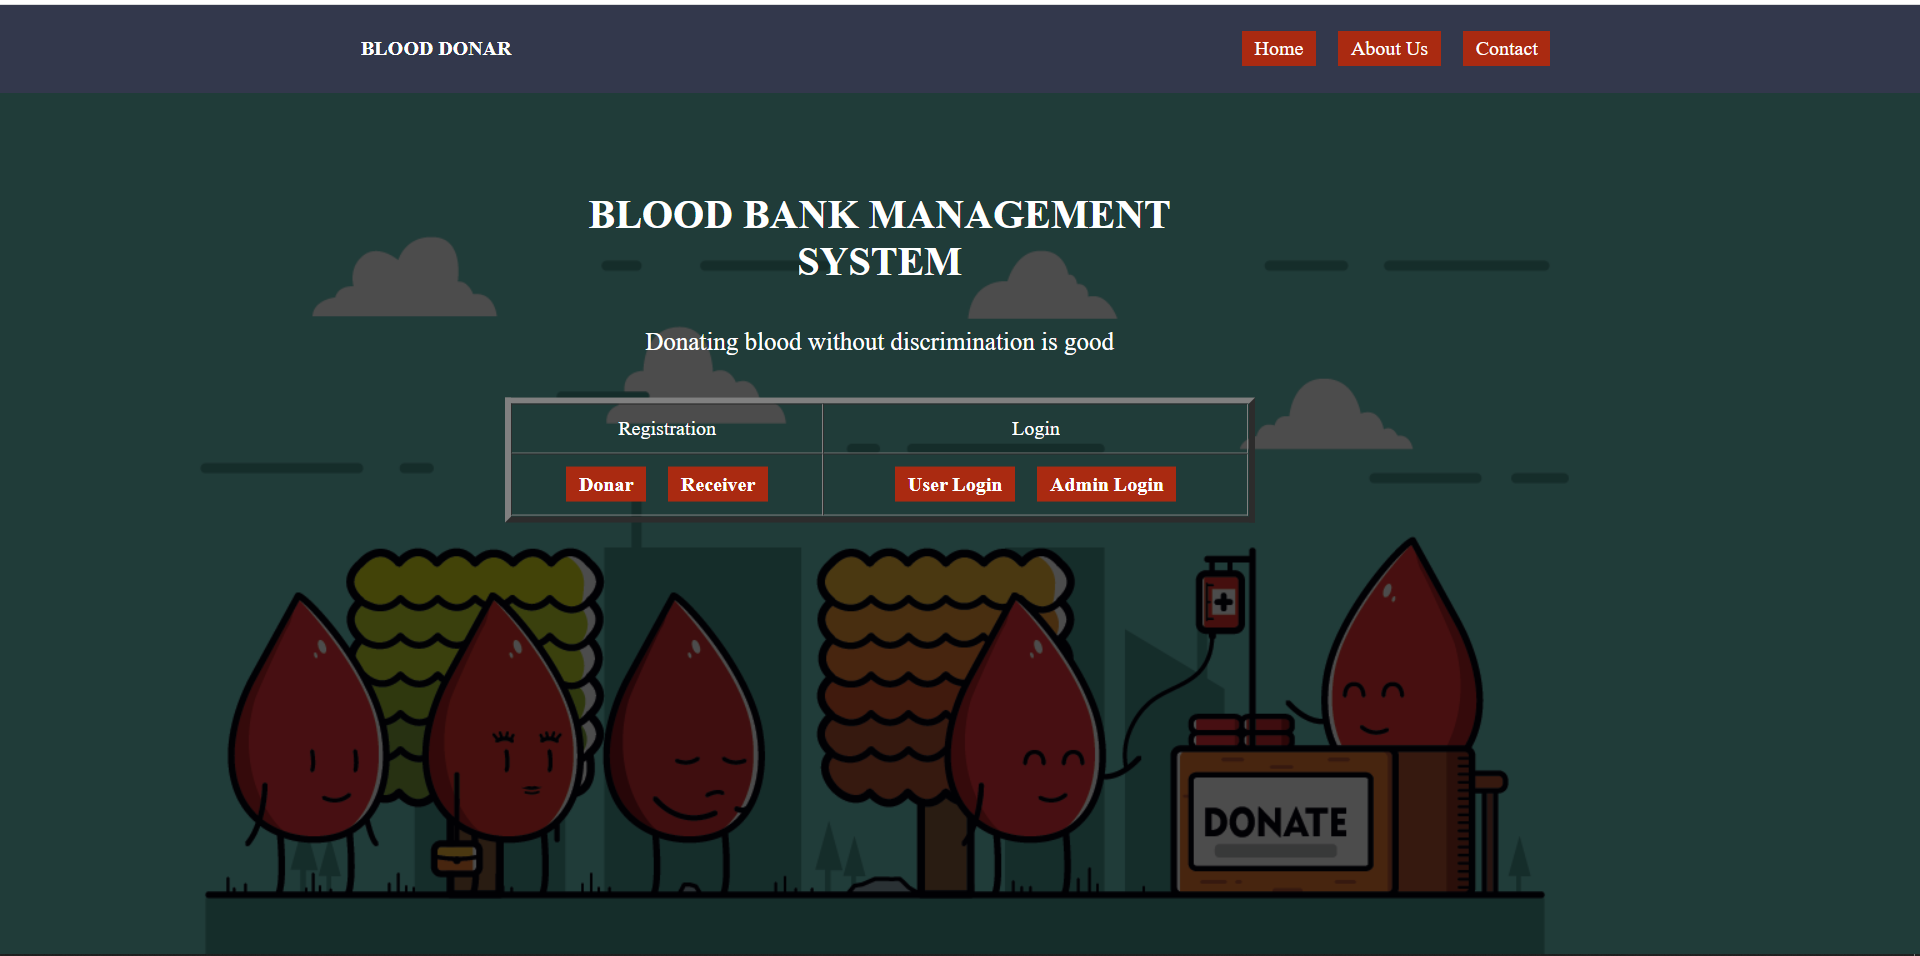 BLOOD DONAR
Home About Us Contact
BLOOD BANK MANAGEMENT
SYSTEM
Donating blood without discrimination is good
Registration Login
Donar Receiver User Login Admin Login
DONATE